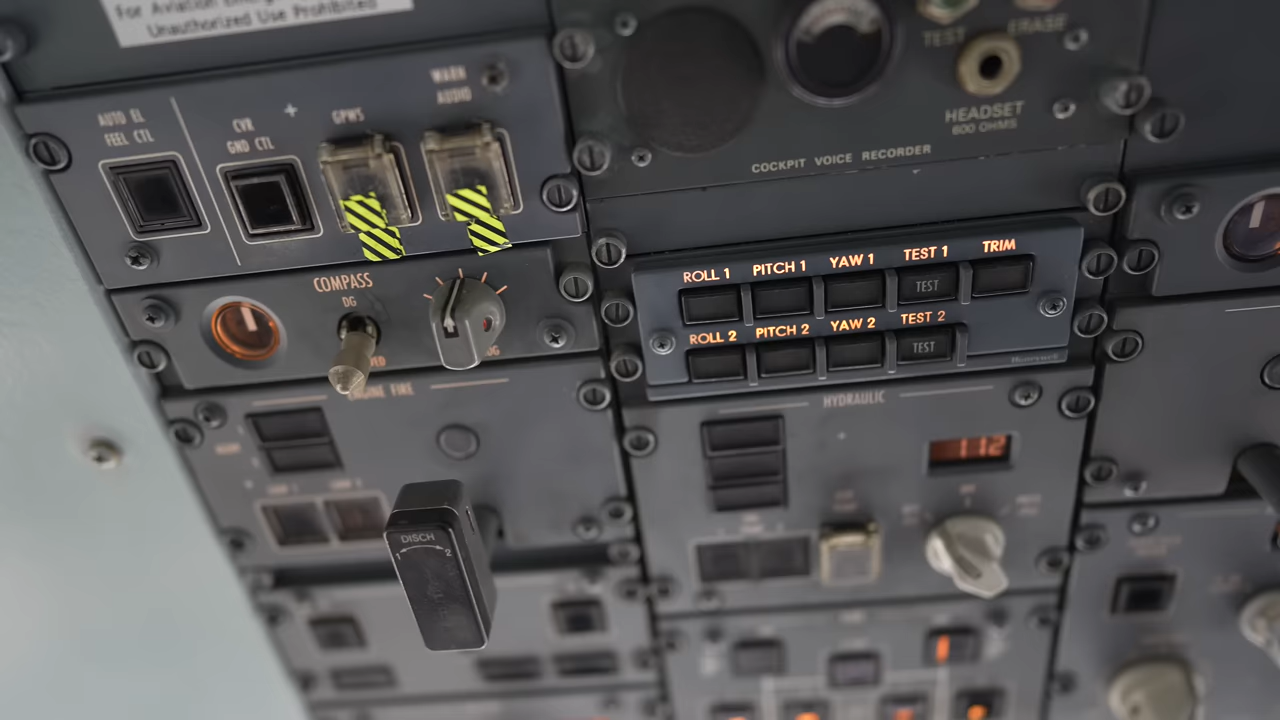 For Aviation Emergency
Unauthorized Use Prohibited
AUTO EL
FEEL CTL
CVR
GND CTL
GPWS
WARN
AUDIO
TEST
ERASE
HEADSET
600 OHMS
COCKPIT VOICE RECORDER
COMPASS
DG
ROLL 1
PITCH 1
YAW 1
TEST 1
TRIM
TEST
ROLL 2
PITCH 2
YAW 2
TEST 2
TEST
Honeywell
ENGINE FIRE
HYDRAULIC
112
DISCH
2